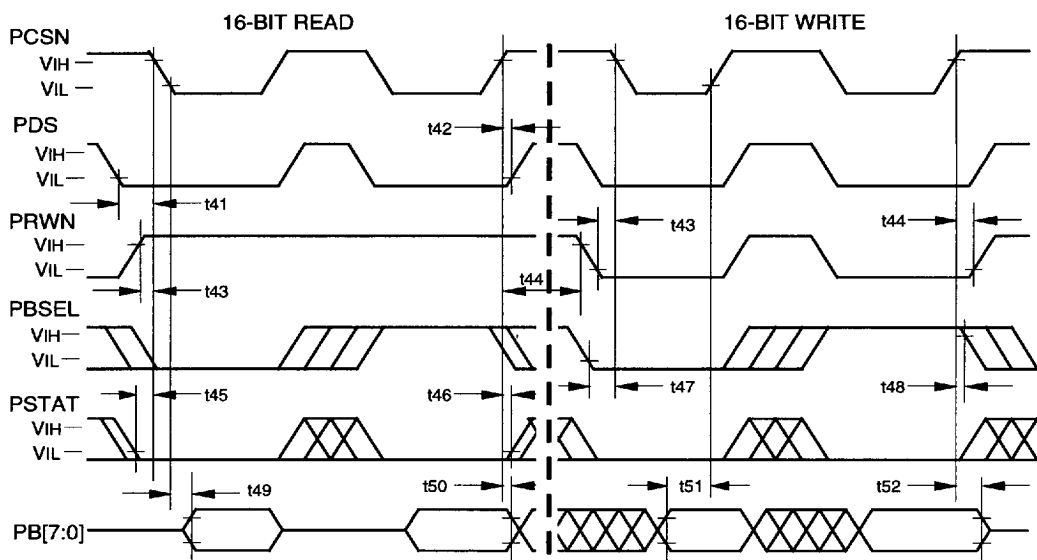 16-BIT READ
16-BIT WRITE
PCSN
VIH
VIL
PDS
VIH
VIL
t42
t41
PRWN
VIH
VIL
t43
t44
t43
t44
PBSEL
VIH
VIL
t45
t46
t47
t48
PSTAT
VIH
VIL
t49
t50
t51
t52
PB[7:0]